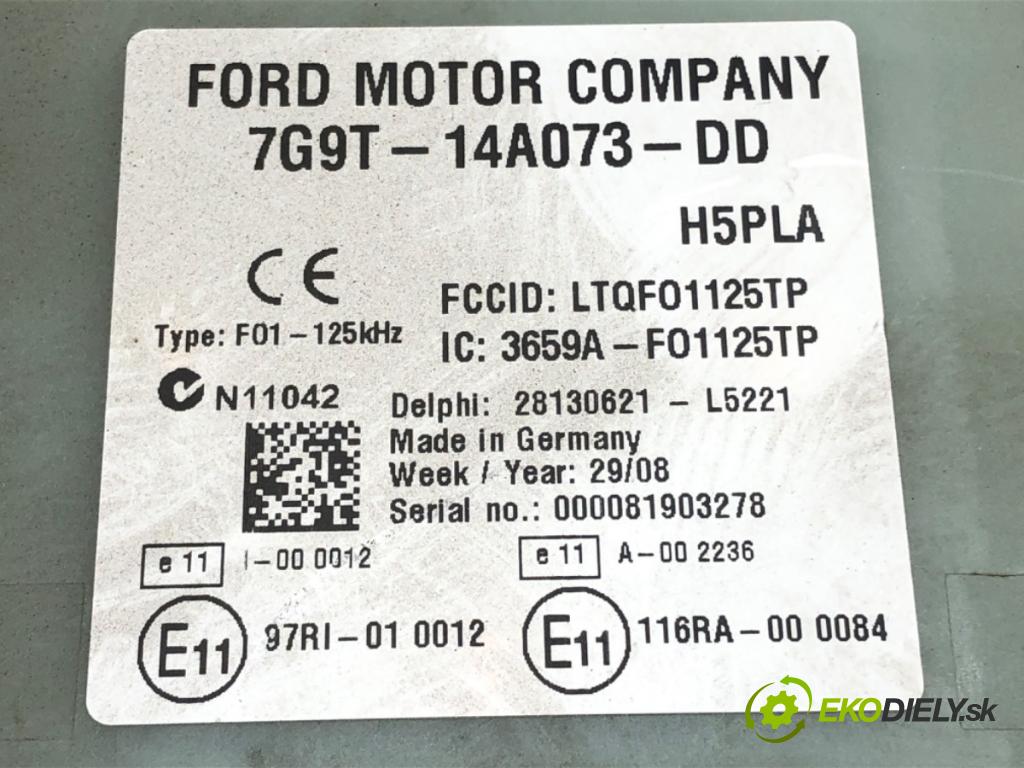 FORD MOTOR COMPANY
7G9T - 14A073 - DD
H5PLA
CE
FCCID: LTQFO1125TP
Type: FO1 - 125kHz
IC: 3659A - FO1125TP
N11042
Delphi: 28130621 - L5221
Made in Germany
Week / Year: 29/08
Serial no.: 000081903278
e 11 I-00 0012
e 11 A-00 2236
E11 97RI-01 0012
E11 116RA-00 0084
EKODIELY.sk